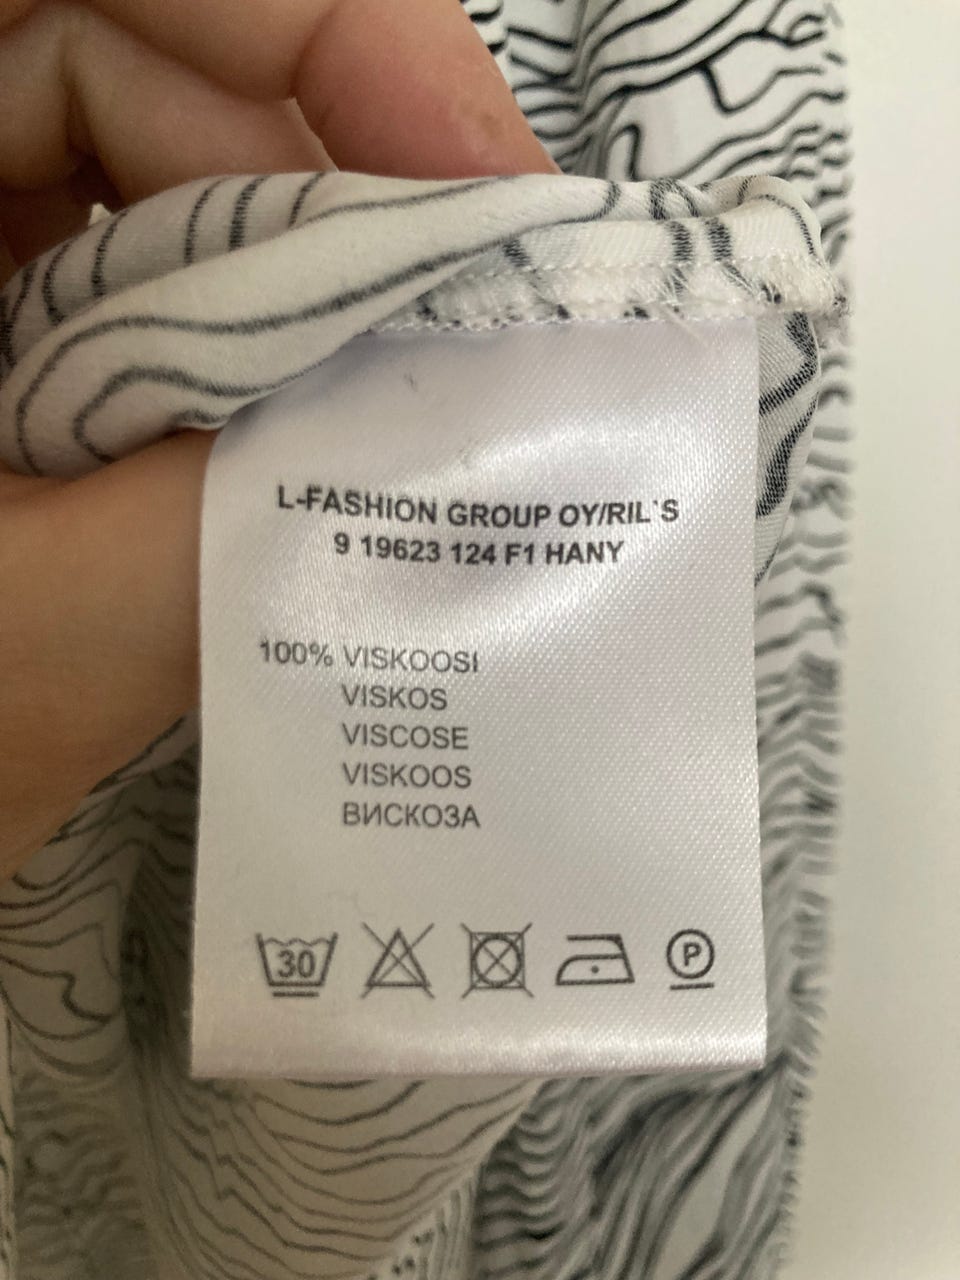 L-FASHION GROUP OY/RIL`S
9 19623 124 F1 HANY
100% VISKOOSI
VISKOS
VISCOSE
VISKOOS
ВИСКОЗА
30 P